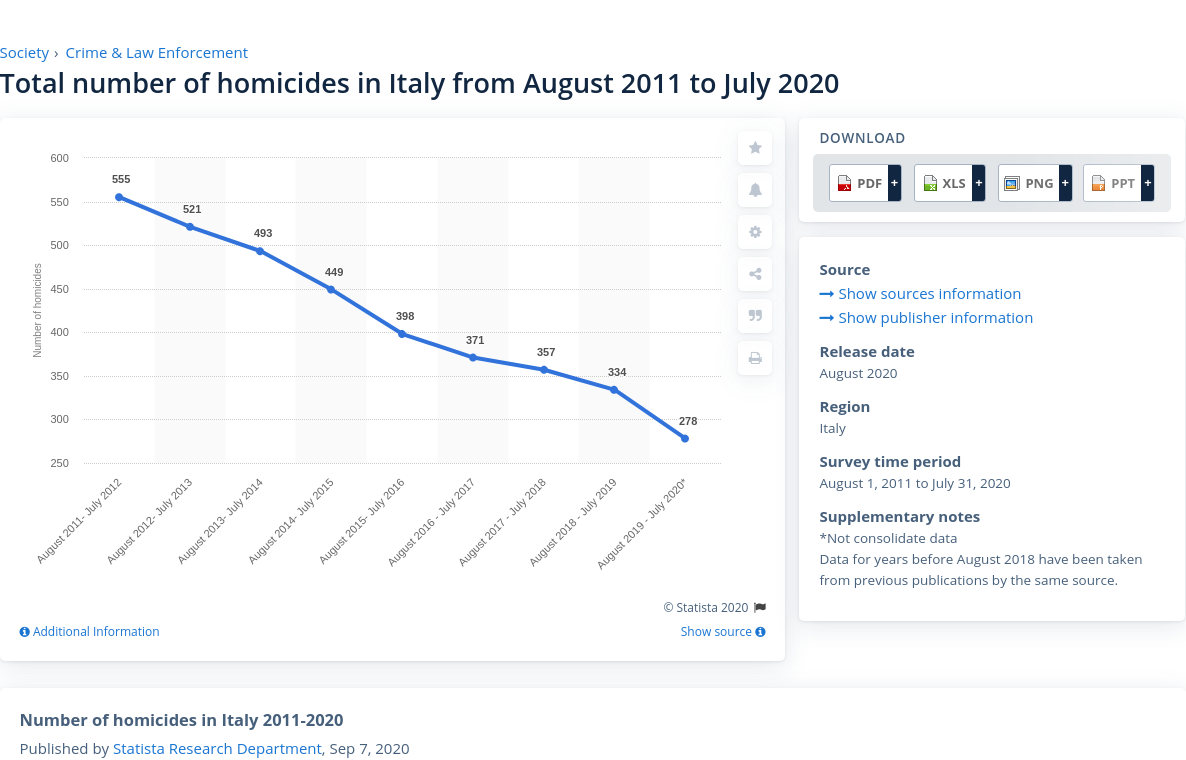 Society › Crime & Law Enforcement
Total number of homicides in Italy from August 2011 to July 2020
600
550
500
450
400
350
300
250
Number of homicides
555
521
493
449
398
371
357
334
278
August 2011- July 2012
August 2012- July 2013
August 2013- July 2014
August 2014- July 2015
August 2015- July 2016
August 2016 - July 2017
August 2017 - July 2018
August 2018 - July 2019
August 2019 - July 2020*
© Statista 2020
Additional Information
Show source
DOWNLOAD
PDF + XLS + PNG + PPT +
Source
Show sources information
Show publisher information
Release date
August 2020
Region
Italy
Survey time period
August 1, 2011 to July 31, 2020
Supplementary notes
*Not consolidate data
Data for years before August 2018 have been taken
from previous publications by the same source.
Number of homicides in Italy 2011-2020
Published by Statista Research Department, Sep 7, 2020